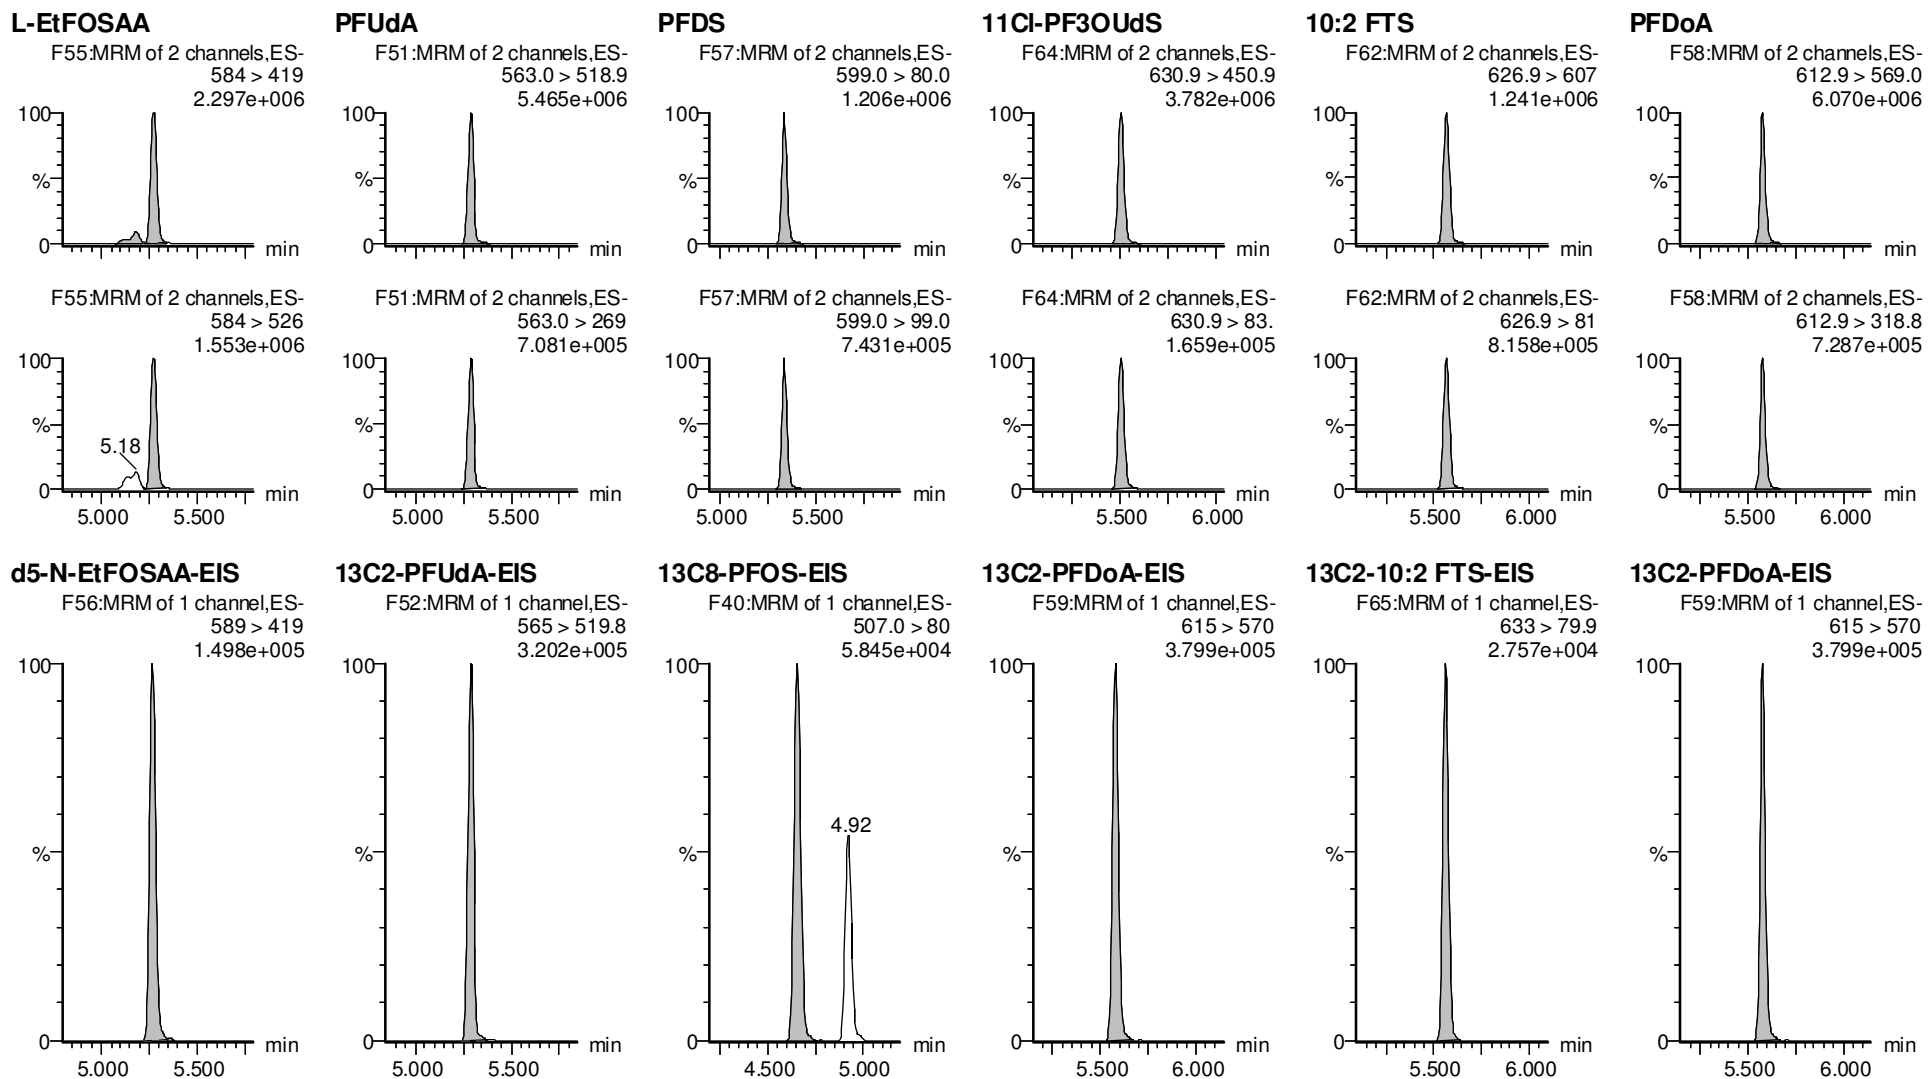 L-EtFOSAA
F55:MRM of 2 channels,ES-
584 > 419
2.297e+006
100
%
0
min
F55:MRM of 2 channels,ES-
584 > 526
1.553e+006
100
%
5.18
0
min
5.000 5.500
PFUdA
F51:MRM of 2 channels,ES-
563.0 > 518.9
5.465e+006
100
%
0
min
F51:MRM of 2 channels,ES-
563.0 > 269
7.081e+005
100
%
0
min
5.000 5.500
PFDS
F57:MRM of 2 channels,ES-
599.0 > 80.0
1.206e+006
100
%
0
min
F57:MRM of 2 channels,ES-
599.0 > 99.0
7.431e+005
100
%
0
min
5.000 5.500
11Cl-PF3OUdS
F64:MRM of 2 channels,ES-
630.9 > 450.9
3.782e+006
100
%
0
min
F64:MRM of 2 channels,ES-
630.9 > 83.
1.659e+005
100
%
0
min
5.500 6.000
10:2 FTS
F62:MRM of 2 channels,ES-
626.9 > 607
1.241e+006
100
%
0
min
F62:MRM of 2 channels,ES-
626.9 > 81
8.158e+005
100
%
0
min
5.500 6.000
PFDoA
F58:MRM of 2 channels,ES-
612.9 > 569.0
6.070e+006
100
%
0
min
F58:MRM of 2 channels,ES-
612.9 > 318.8
7.287e+005
100
%
0
min
5.500 6.000
d5-N-EtFOSAA-EIS
F56:MRM of 1 channel,ES-
589 > 419
1.498e+005
100
%
0
min
5.000 5.500
13C2-PFUdA-EIS
F52:MRM of 1 channel,ES-
565 > 519.8
3.202e+005
100
%
0
min
5.000 5.500
13C8-PFOS-EIS
F40:MRM of 1 channel,ES-
507.0 > 80
5.845e+004
100
4.92
%
0
min
4.500 5.000
13C2-PFDoA-EIS
F59:MRM of 1 channel,ES-
615 > 570
3.799e+005
100
%
0
min
5.500 6.000
13C2-10:2 FTS-EIS
F65:MRM of 1 channel,ES-
633 > 79.9
2.757e+004
100
%
0
min
5.500 6.000
13C2-PFDoA-EIS
F59:MRM of 1 channel,ES-
615 > 570
3.799e+005
100
%
0
min
5.500 6.000